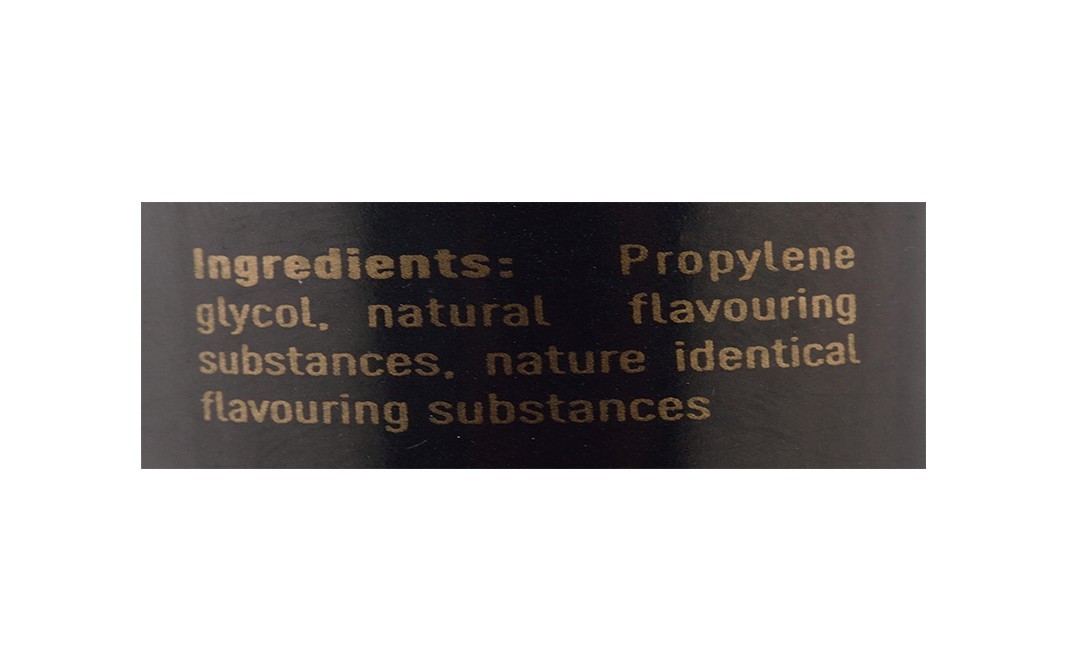 Ingredients: Propylene
glycol, natural flavouring
substances, nature identical
flavouring substances